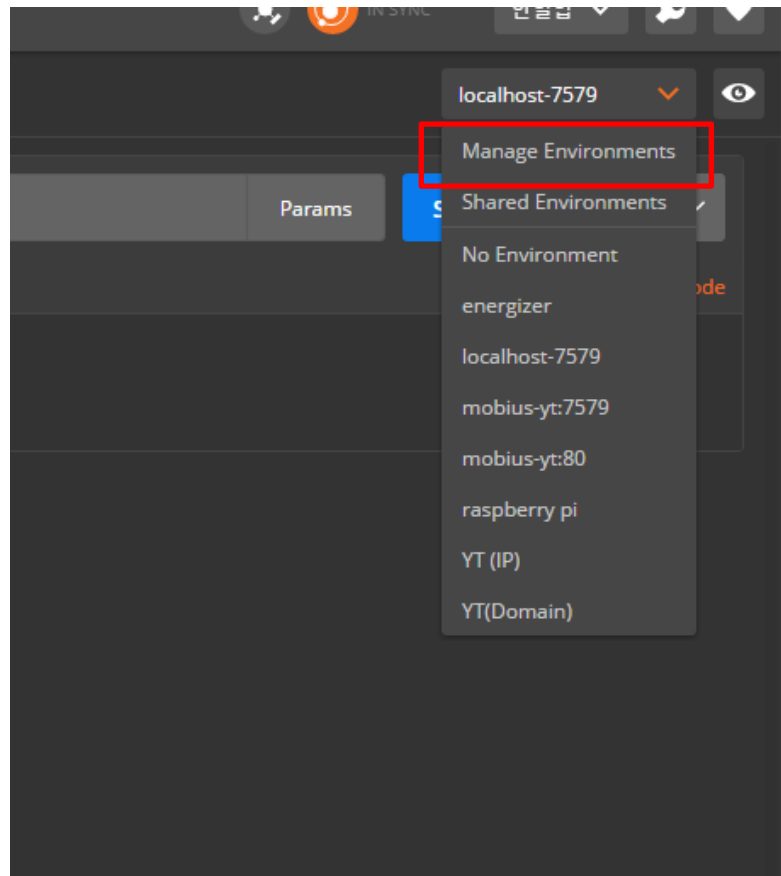 IN SYNC
localhost-7579
Manage Environments
Params
S
Shared Environments
No Environment
ode
energizer
localhost-7579
mobius-yt:7579
mobius-yt:80
raspberry pi
YT (IP)
YT(Domain)